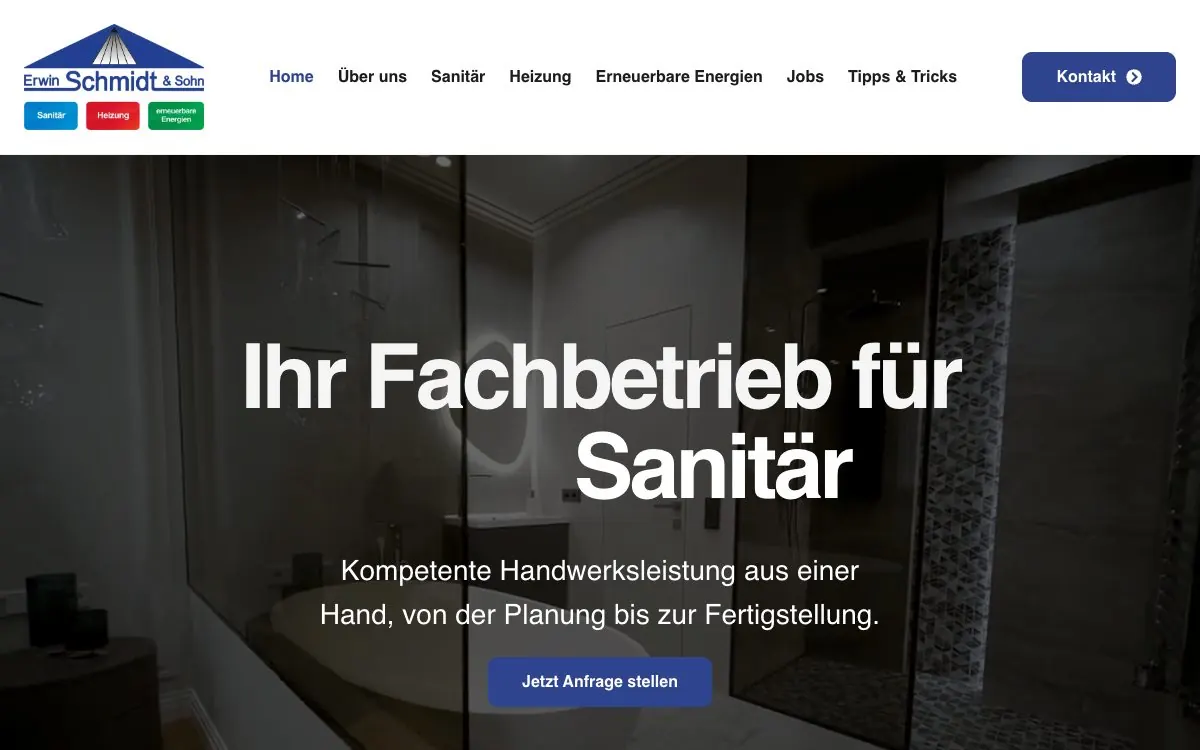 Erwin Schmidt & Sohn
Sanitär
Heizung
erneuerbare
Energien
Home
Über uns
Sanitär
Heizung
Erneuerbare Energien
Jobs
Tipps & Tricks
Kontakt
Ihr Fachbetrieb für
Sanitär
Kompetente Handwerksleistung aus einer
Hand, von der Planung bis zur Fertigstellung.
Jetzt Anfrage stellen